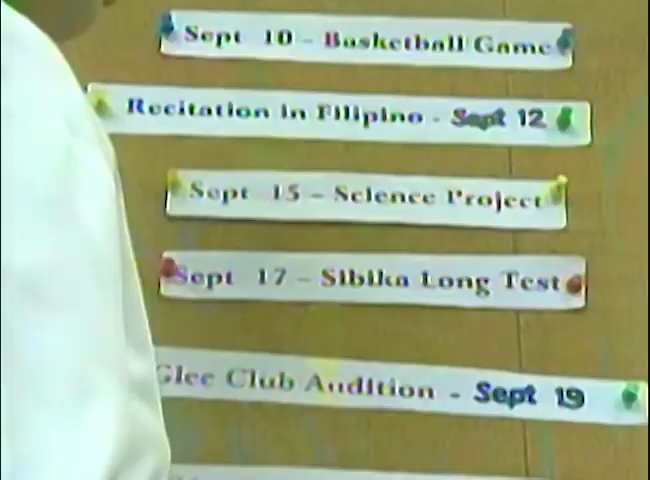 Sept 10 - Basketball Game
Recitation in Filipino - Sept 12
Sept 15 - Science Project
Sept 17 - Sibika Long Test
Glee Club Audition - Sept 19